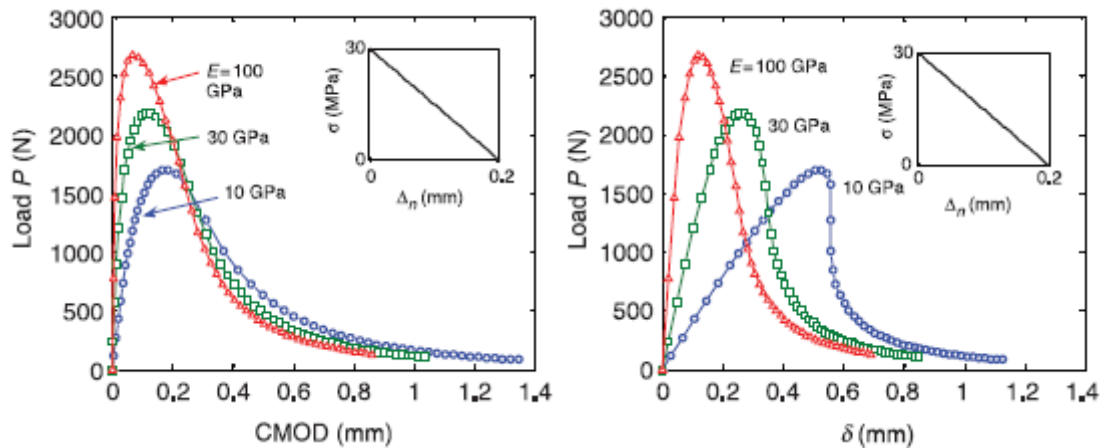 3000
2500
2000
1500
1000
500
0
Load P (N)
0 0.2 0.4 0.6 0.8 1 1.2 1.4
CMOD (mm)
E=100
GPa
30 GPa
10 GPa
30
0
σ (MPa)
0 0.2
Δn (mm)
3000
2500
2000
1500
1000
500
0
Load P (N)
0 0.2 0.4 0.6 0.8 1 1.2 1.4
δ (mm)
E=100 GPa
30 GPa
10 GPa
30
0
σ (MPa)
0 0.2
Δn (mm)